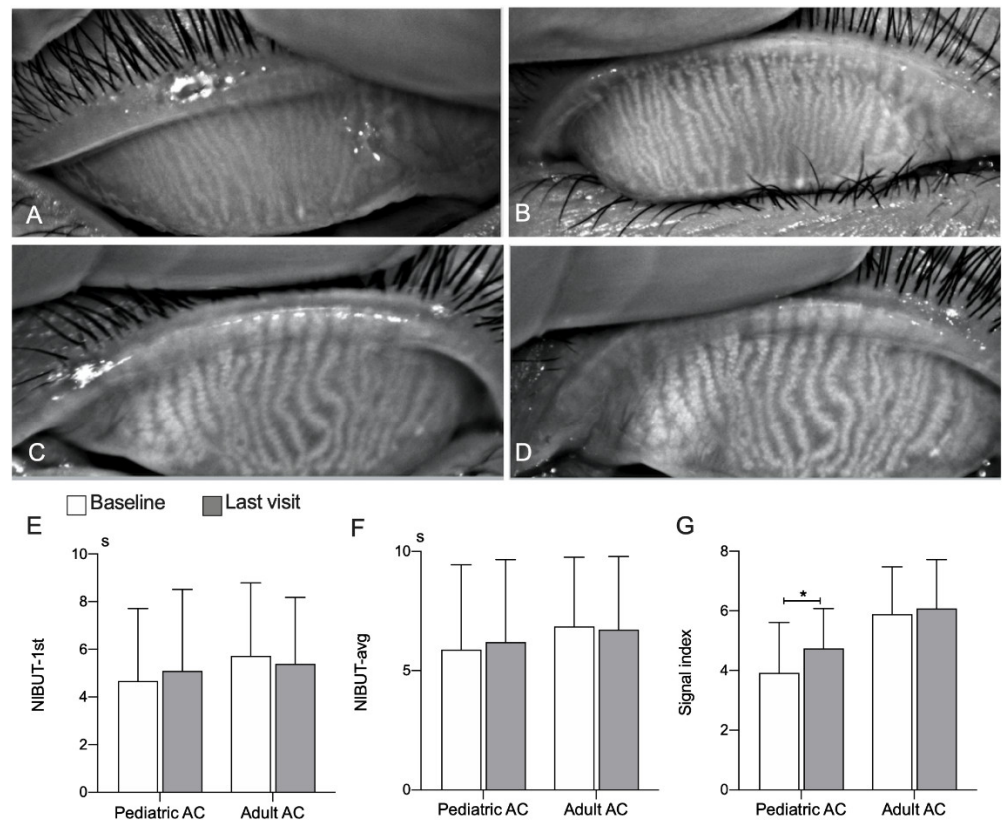 A
B
C
D
Baseline Last visit
E
s
10
8
6
4
2
0
NIBUT-1st
Pediatric AC Adult AC
F
s
10
5
0
NIBUT-avg
Pediatric AC Adult AC
G
8
6
4
2
0
Signal index
*
Pediatric AC Adult AC